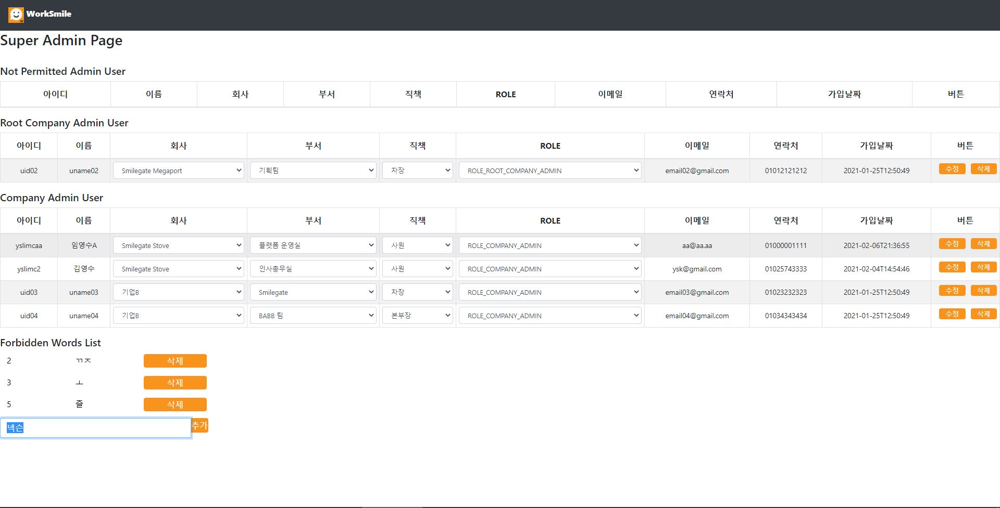 WorkSmile
Super Admin Page
Not Permitted Admin User
아이디 이름 회사 부서 직책 ROLE 이메일 연락처 가입날짜 버튼
Root Company Admin User
아이디 이름 회사 부서 직책 ROLE 이메일 연락처 가입날짜 버튼
uid02 uname02 Smilegate Megaport 기획팀 차장 ROLE_ROOT_COMPANY_ADMIN email02@gmail.com 01012121212 2021-01-25T12:50:49 수정 삭제
Company Admin User
아이디 이름 회사 부서 직책 ROLE 이메일 연락처 가입날짜 버튼
yslimcaa 임영수A Smilegate Stove 플랫폼 운영실 사원 ROLE_COMPANY_ADMIN aa@aa.aa 01000001111 2021-02-06T21:36:55 수정 삭제
yslimc2 김영수 Smilegate Stove 인사총무실 사원 ROLE_COMPANY_ADMIN ysk@gmail.com 01025743333 2021-02-04T14:54:46 수정 삭제
uid03 uname03 기업B Smilegate 차장 ROLE_COMPANY_ADMIN email03@gmail.com 01023232323 2021-01-25T12:50:49 수정 삭제
uid04 uname04 기업B BABB 팀 본부장 ROLE_COMPANY_ADMIN email04@gmail.com 01034343434 2021-01-25T12:50:49 수정 삭제
Forbidden Words List
2 ㄲㅈ 삭제
3 ㅗ 삭제
5 즐 삭제
넥슨 추가